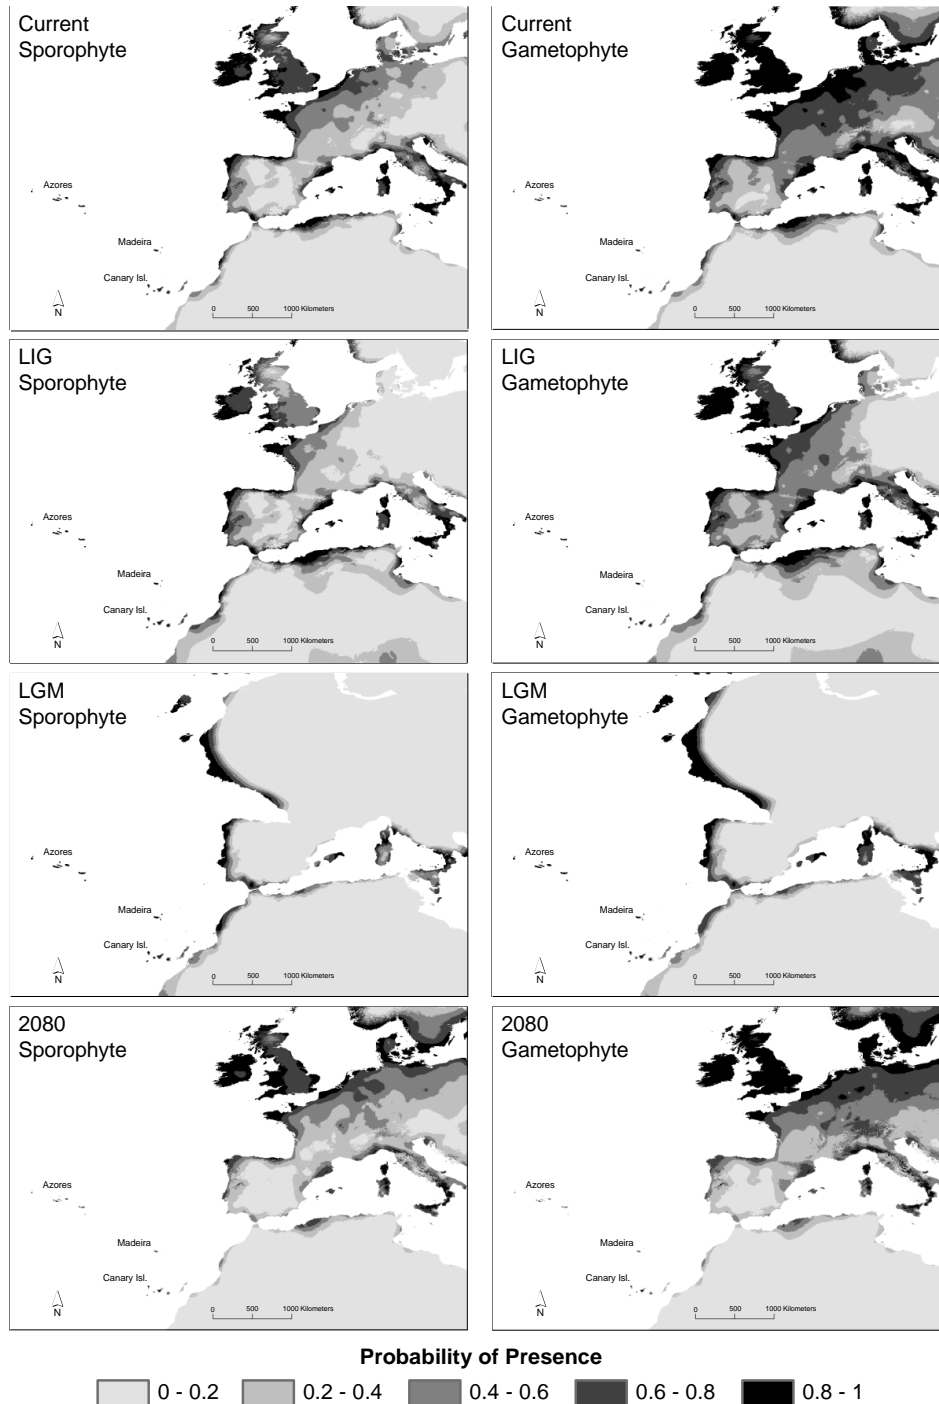 Current
Sporophyte
Azores
Madeira
Canary Isl.
N
0 500 1000 Kilometers
Current
Gametophyte
Azores
Madeira
Canary Isl.
N
0 500 1000 Kilometers
LIG
Sporophyte
Azores
Madeira
Canary Isl.
N
0 500 1000 Kilometers
LIG
Gametophyte
Azores
Madeira
Canary Isl.
N
0 500 1000 Kilometers
LGM
Sporophyte
Azores
Madeira
Canary Isl.
N
0 500 1000 Kilometers
LGM
Gametophyte
Azores
Madeira
Canary Isl.
N
0 500 1000 Kilometers
2080
Sporophyte
Azores
Madeira
Canary Isl.
N
0 500 1000 Kilometers
2080
Gametophyte
Azores
Madeira
Canary Isl.
N
0 500 1000 Kilometers
Probability of Presence
0 - 0.2 0.2 - 0.4 0.4 - 0.6 0.6 - 0.8 0.8 - 1